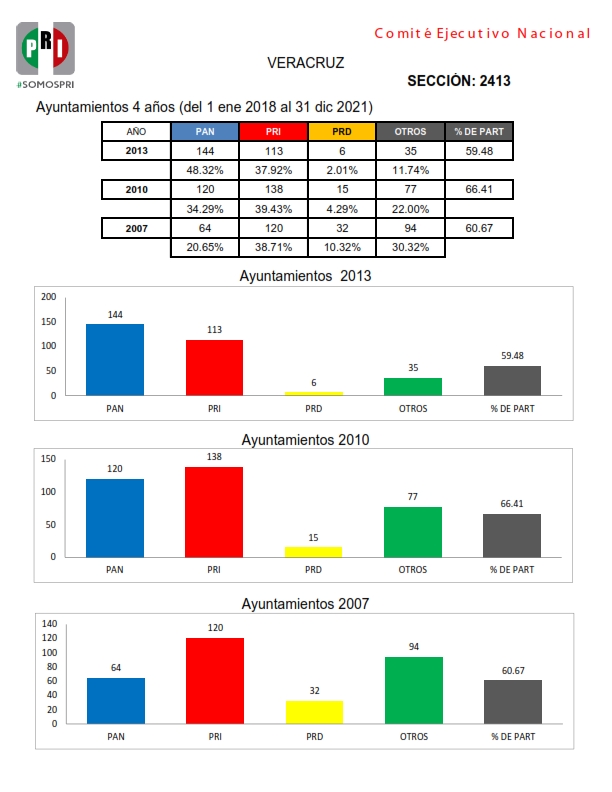 Comité Ejecutivo Nacional
PRI
#SOMOSPRI
VERACRUZ
SECCIÓN: 2413
Ayuntamientos 4 años (del 1 ene 2018 al 31 dic 2021)
AÑO PAN PRI PRD OTROS % DE PART
2013 144 113 6 35 59.48
48.32% 37.92% 2.01% 11.74%
2010 120 138 15 77 66.41
34.29% 39.43% 4.29% 22.00%
2007 64 120 32 94 60.67
20.65% 38.71% 10.32% 30.32%
Ayuntamientos 2013
200
150
100
50
0
144 113 6 35 59.48
PAN PRI PRD OTROS % DE PART
Ayuntamientos 2010
150
100
50
0
120 138 15 77 66.41
PAN PRI PRD OTROS % DE PART
Ayuntamientos 2007
140
120
100
80
60
40
20
0
64 120 32 94 60.67
PAN PRI PRD OTROS % DE PART